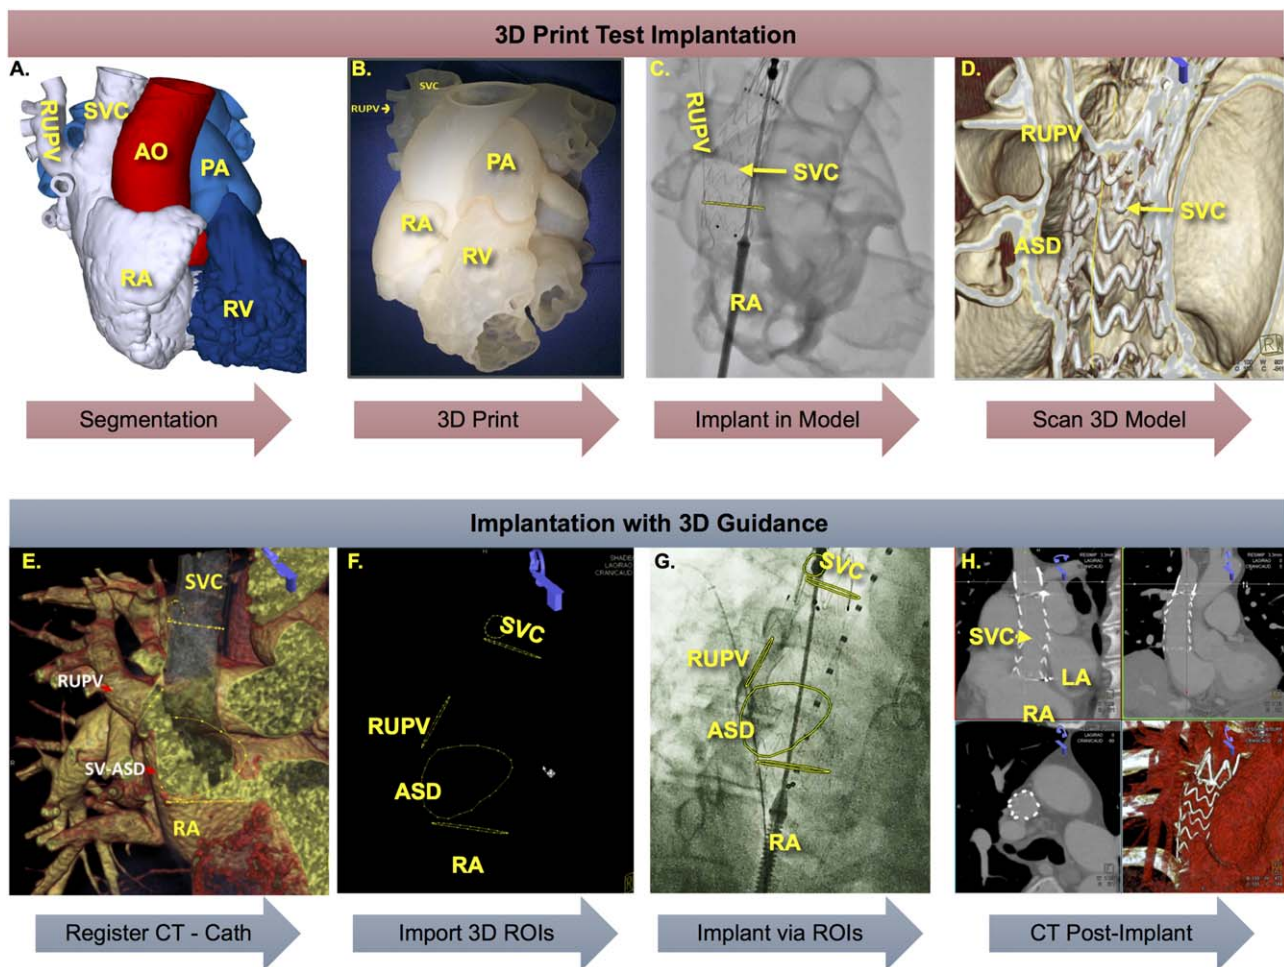 3D Print Test Implantation
A.
RUPV
SVC
AO
PA
RA
RV
B.
SVC
RUPV
PA
RA
RV
C.
RUPV
SVC
RA
D.
RUPV
SVC
ASD
Segmentation
3D Print
Implant in Model
Scan 3D Model
Implantation with 3D Guidance
E.
SVC
RUPV
SV-ASD
RA
F.
SVC
RUPV
ASD
RA
G.
SVC
RUPV
ASD
RA
H.
SVC
LA
RA
Register CT - Cath
Import 3D ROIs
Implant via ROIs
CT Post-Implant